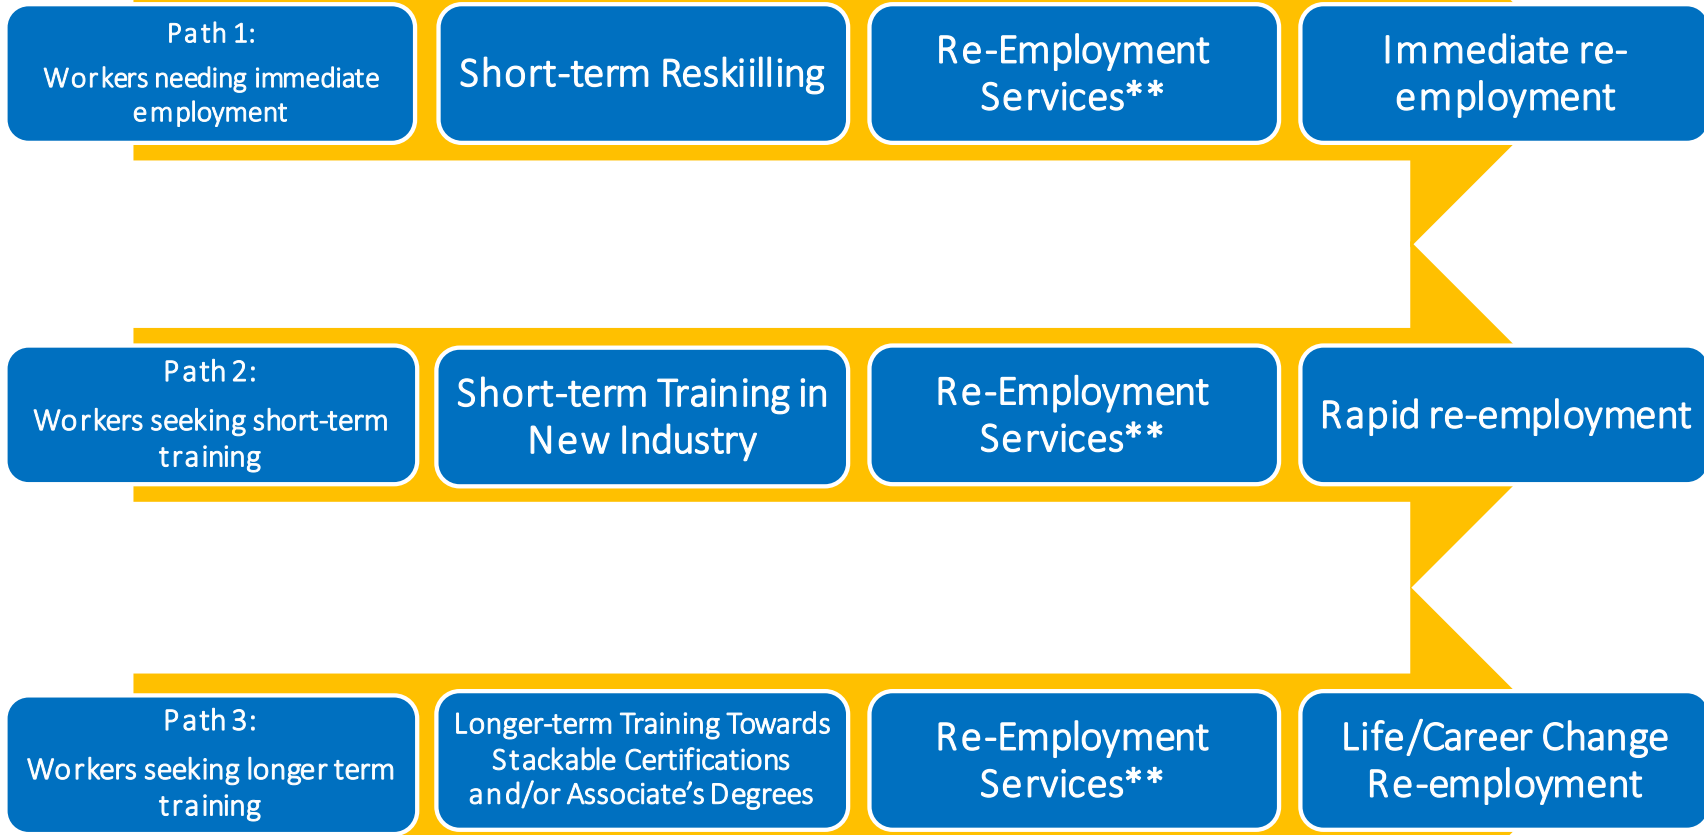 Path 1:
Workers needing immediate
employment
Short-term Reskiilling
Re-Employment
Services**
Immediate re-
employment
Path 2:
Workers seeking short-term
training
Short-term Training in
New Industry
Re-Employment
Services**
Rapid re-employment
Path 3:
Workers seeking longer term
training
Longer-term Training Towards
Stackable Certifications
and/or Associate’s Degrees
Re-Employment
Services**
Life/Career Change
Re-employment